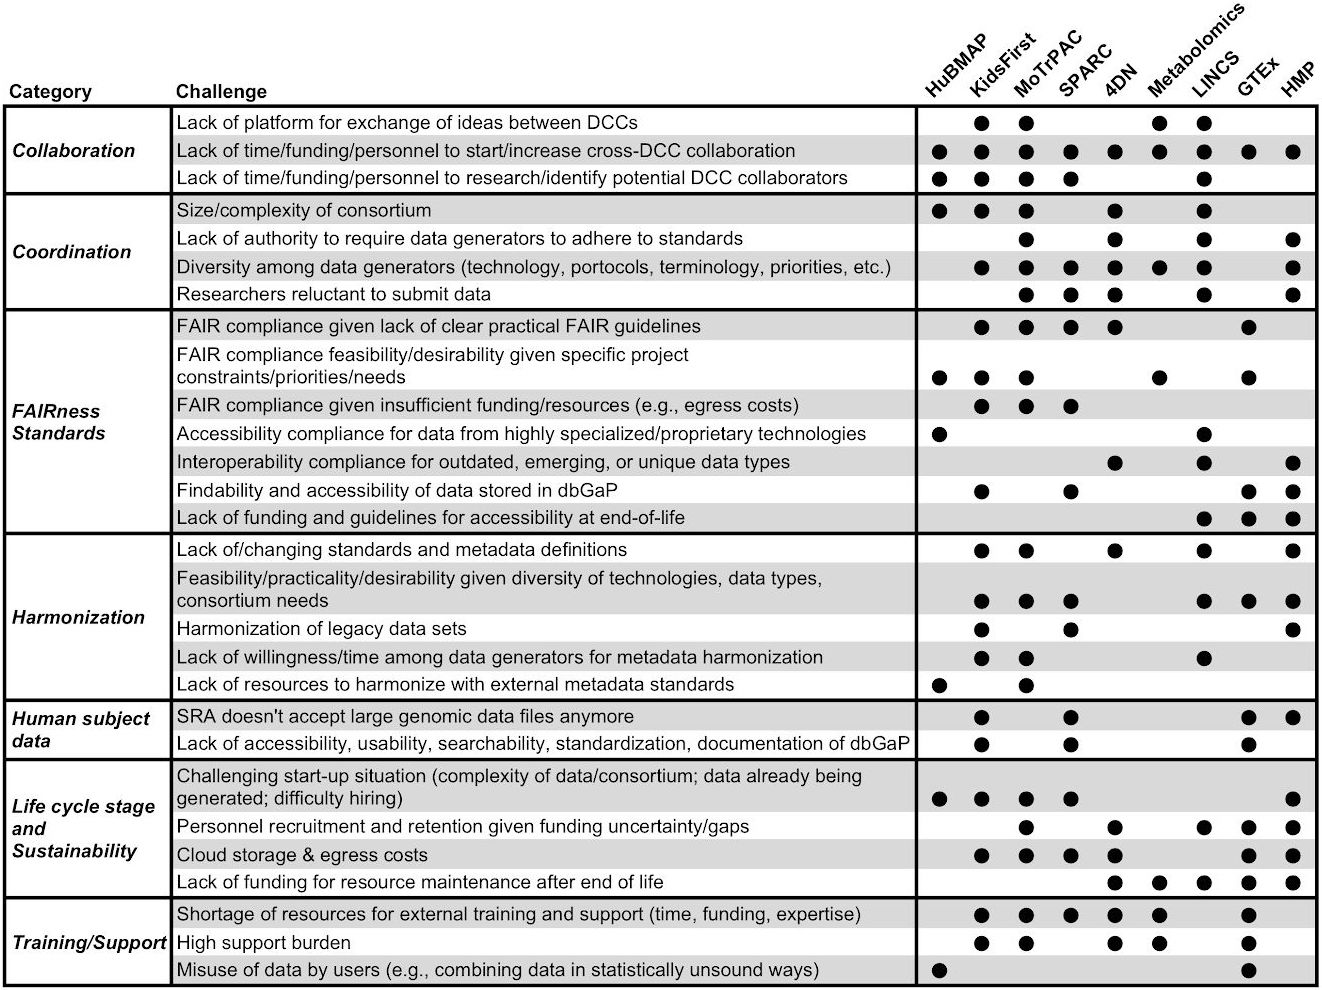 HuBMAP
KidsFirst
MoTrPAC
SPARC
4DN
Metabolomics
LINCS
GTEx
HMP
Category
Challenge
Collaboration
Lack of platform for exchange of ideas between DCCs
Lack of time/funding/personnel to start/increase cross-DCC collaboration
Lack of time/funding/personnel to research/identify potential DCC collaborators
Coordination
Size/complexity of consortium
Lack of authority to require data generators to adhere to standards
Diversity among data generators (technology, portocols, terminology, priorities, etc.)
Researchers reluctant to submit data
FAIRness
Standards
FAIR compliance given lack of clear practical FAIR guidelines
FAIR compliance feasibility/desirability given specific project
constraints/priorities/needs
FAIR compliance given insufficient funding/resources (e.g., egress costs)
Accessibility compliance for data from highly specialized/proprietary technologies
Interoperability compliance for outdated, emerging, or unique data types
Findability and accessibility of data stored in dbGaP
Lack of funding and guidelines for accessibility at end-of-life
Harmonization
Lack of/changing standards and metadata definitions
Feasibility/practicality/desirability given diversity of technologies, data types,
consortium needs
Harmonization of legacy data sets
Lack of willingness/time among data generators for metadata harmonization
Lack of resources to harmonize with external metadata standards
Human subject
data
SRA doesn't accept large genomic data files anymore
Lack of accessibility, usability, searchability, standardization, documentation of dbGaP
Life cycle stage
and
Sustainability
Challenging start-up situation (complexity of data/consortium; data already being
generated; difficulty hiring)
Personnel recruitment and retention given funding uncertainty/gaps
Cloud storage & egress costs
Lack of funding for resource maintenance after end of life
Training/Support
Shortage of resources for external training and support (time, funding, expertise)
High support burden
Misuse of data by users (e.g., combining data in statistically unsound ways)